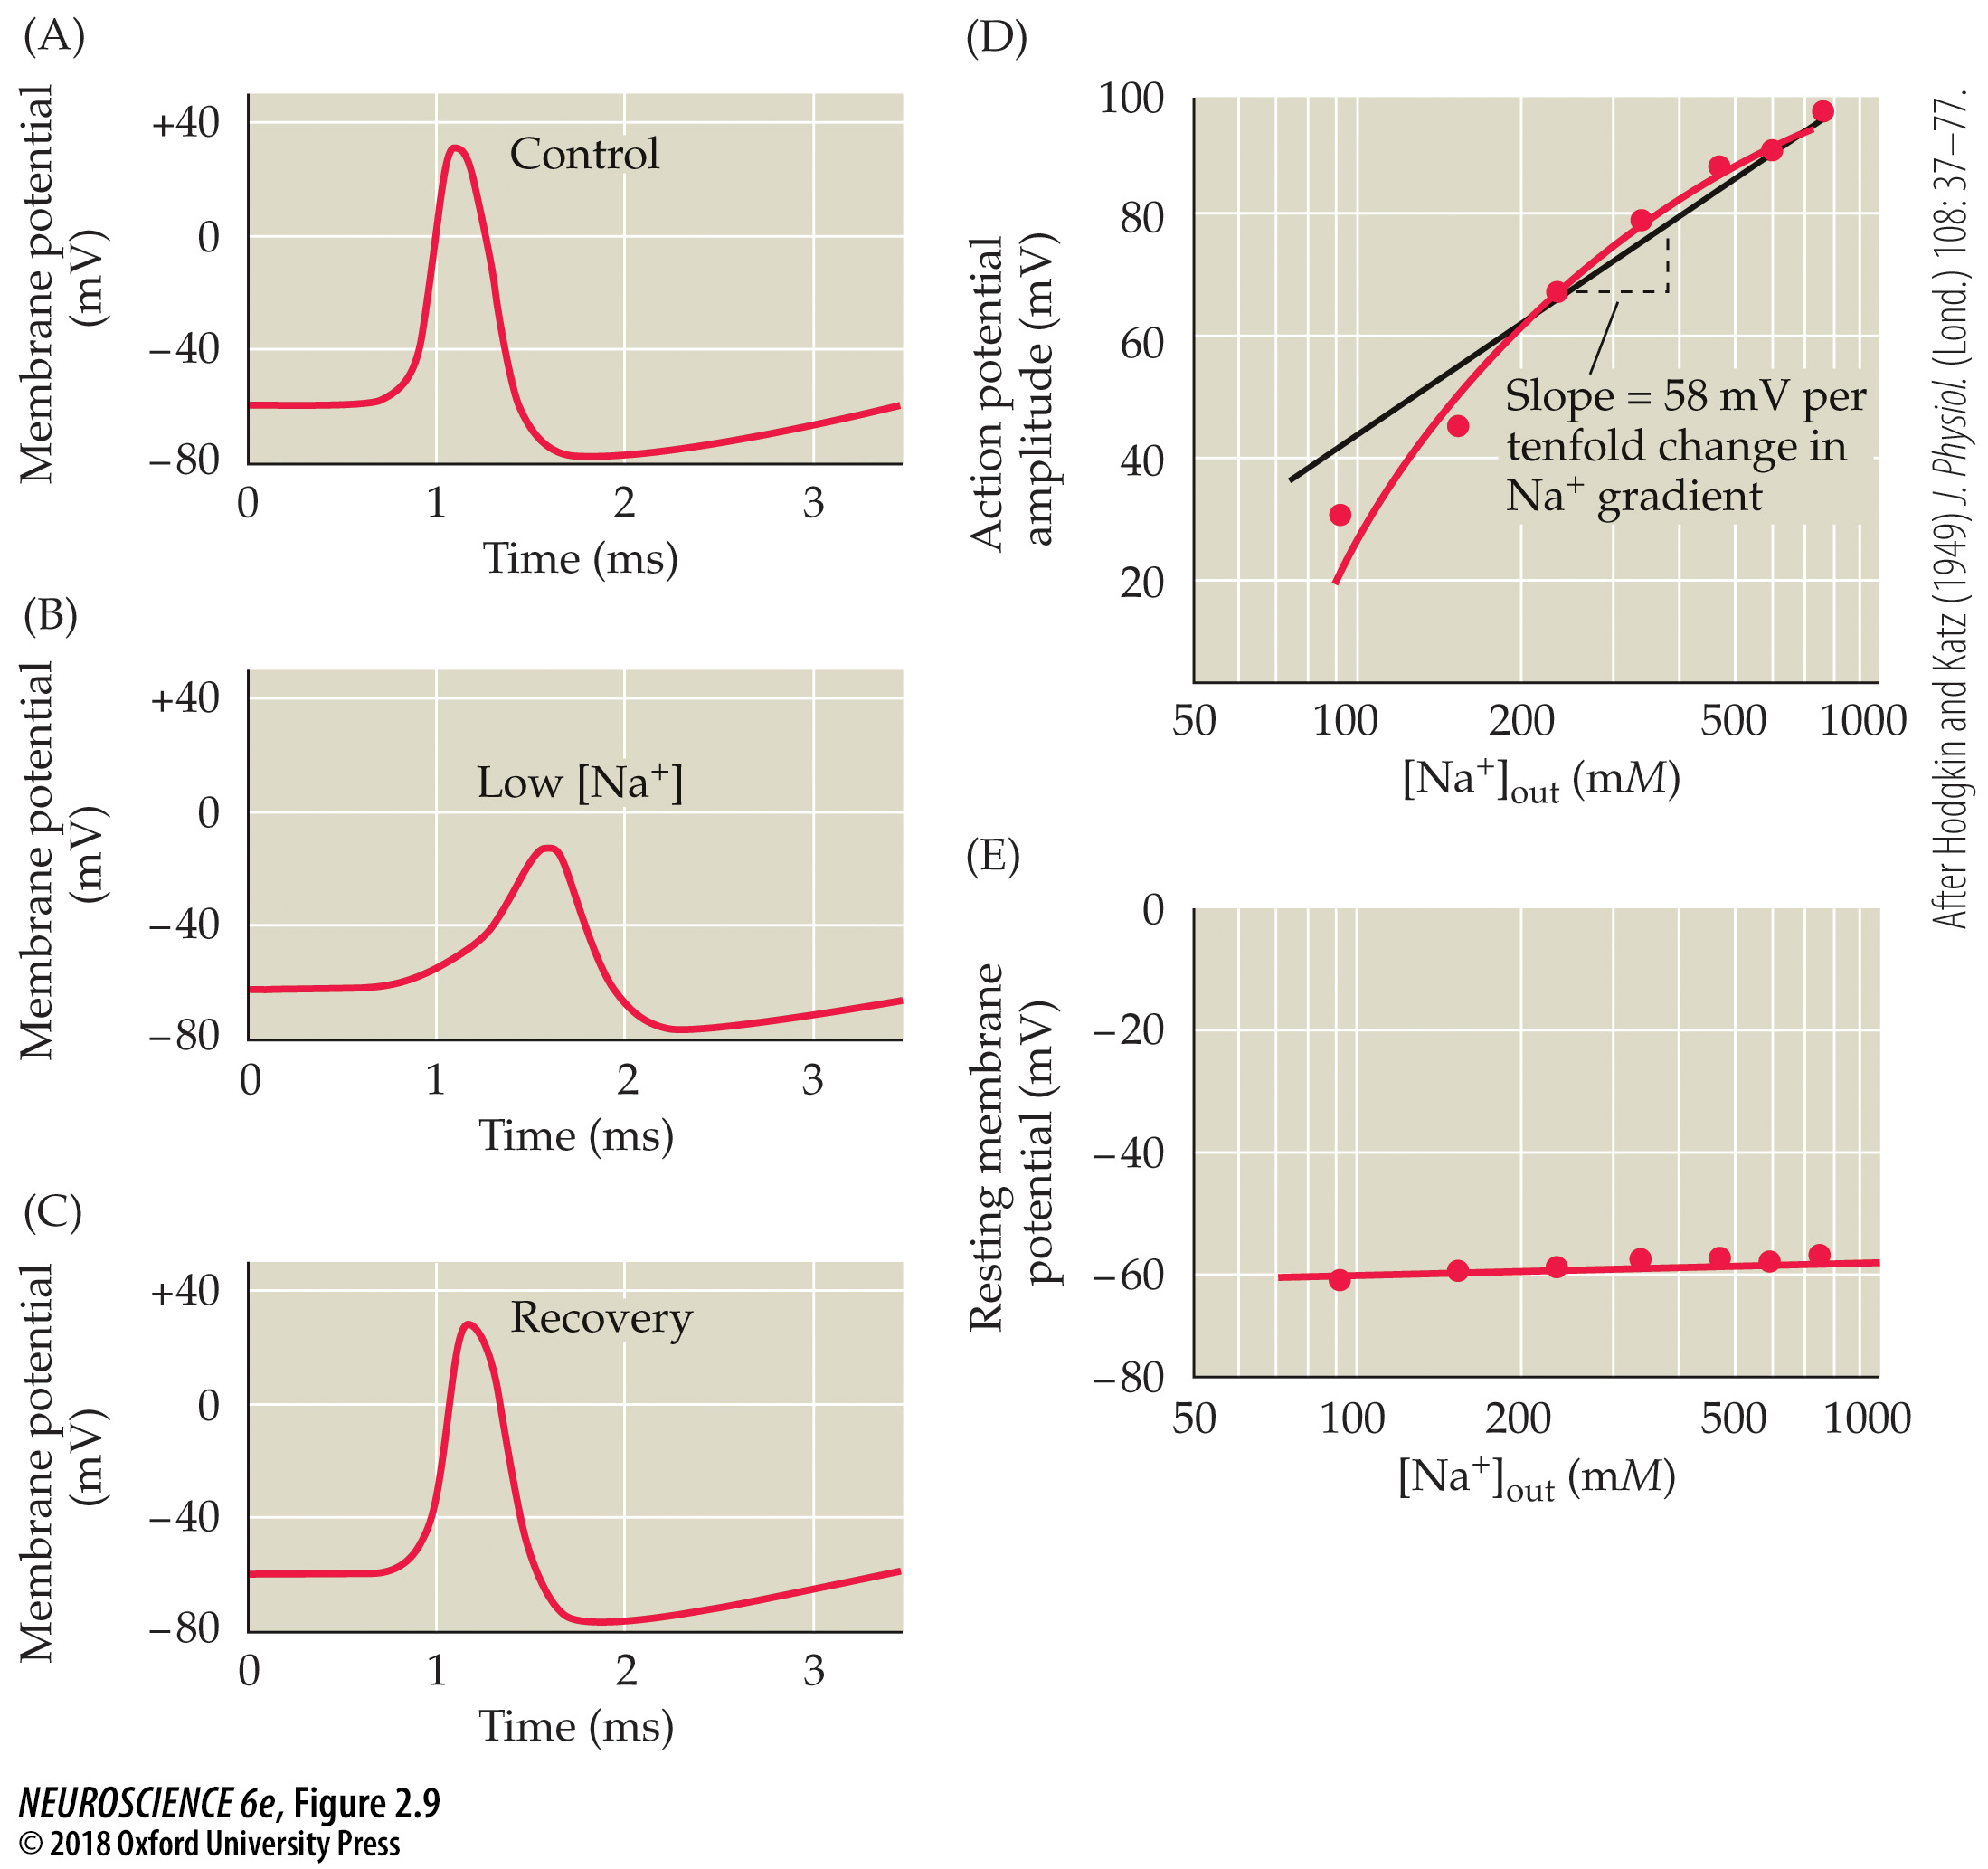 (A)
Membrane potential
(mV)
+40
0
−40
−80
Control
0 1 2 3
Time (ms)
(B)
Membrane potential
(mV)
+40
0
−40
−80
Low [Na⁺]
0 1 2 3
Time (ms)
(C)
Membrane potential
(mV)
+40
0
−40
−80
Recovery
0 1 2 3
Time (ms)
(D)
Action potential
amplitude (mV)
100
80
60
40
20
Slope = 58 mV per
tenfold change in
Na⁺ gradient
50 100 200 500 1000
[Na⁺]out (mM)
(E)
Resting membrane
potential (mV)
0
−20
−40
−60
−80
50 100 200 500 1000
[Na⁺]out (mM)
After Hodgkin and Katz (1949) J. Physiol. (Lond.) 108: 37–77.
NEUROSCIENCE 6e, Figure 2.9
© 2018 Oxford University Press